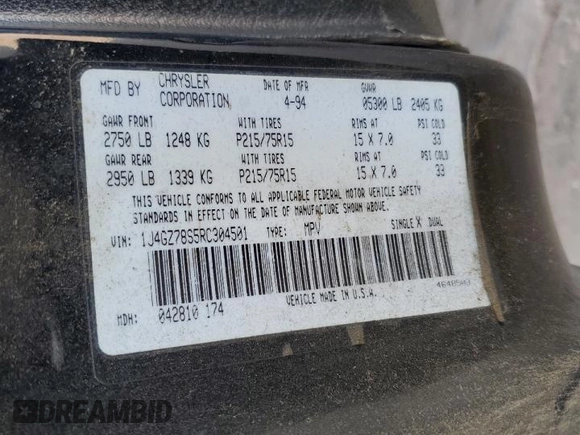 MFD BY CHRYSLER CORPORATION DATE OF MFR 4-94 GVWR 05300 LB 2405 KG
GAWR FRONT WITH TIRES RIMS AT PSI COLD
2750 LB 1248 KG P215/75R15 15 X 7.0 33
GAWR REAR WITH TIRES RIMS AT PSI COLD
2950 LB 1339 KG P215/75R15 15 X 7.0 33
THIS VEHICLE CONFORMS TO ALL APPLICABLE FEDERAL MOTOR VEHICLE SAFETY
STANDARDS IN EFFECT ON THE DATE OF MANUFACTURE SHOWN ABOVE.
VIN: 1J4GZ78S5RC304501 TYPE: MPV SINGLE X DUAL
MDH: 042810 174 VEHICLE MADE IN U.S.A.
DREAMBID